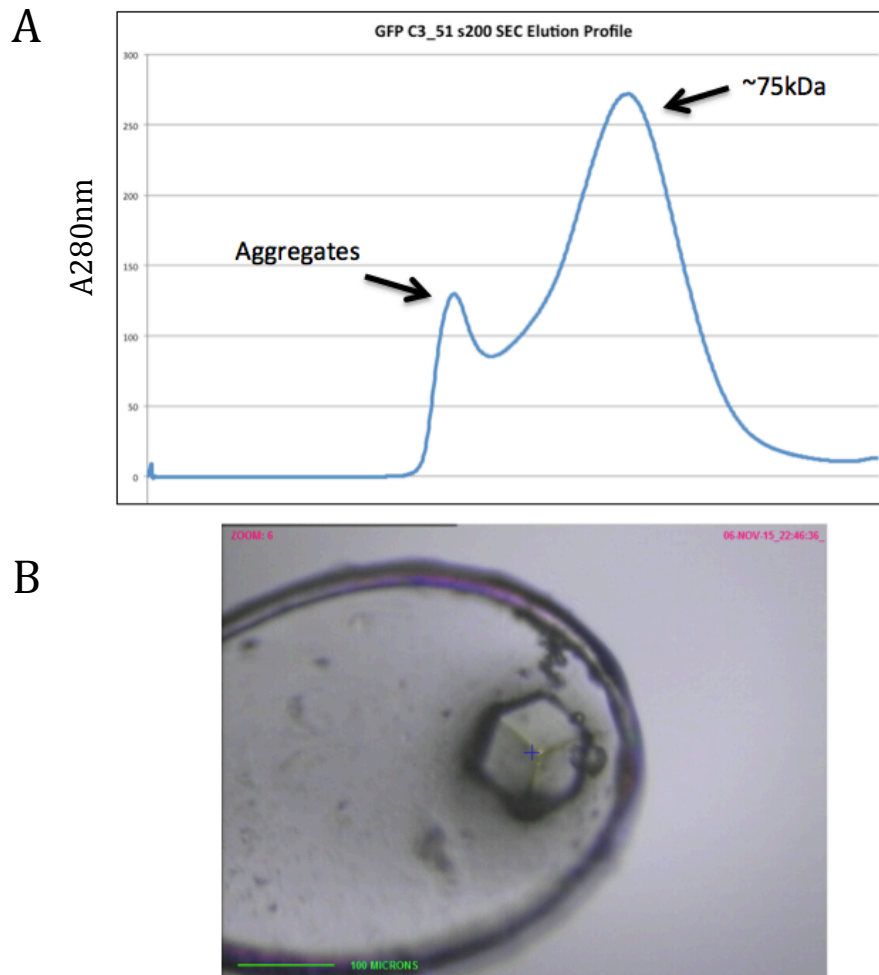 A
GFP C3_51 s200 SEC Elution Profile
300
250
200
150
100
50
0
A280nm
Aggregates
~75kDa
B
ZOOM: 6
06-NOV-15_22:46:36_
100 MICRONS